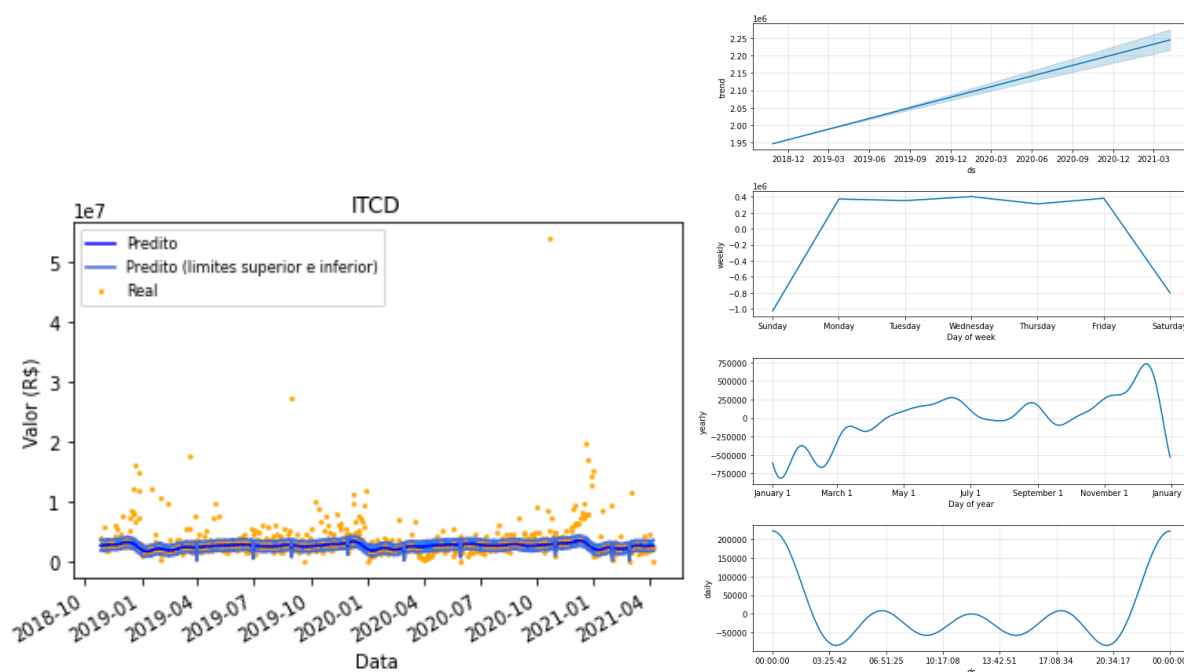 ITCD
1e7
Predito
Predito (limites superior e inferior)
Real
5
4
3
2
1
0
Valor (R$)
2018-10
2019-01
2019-04
2019-07
2019-10
2020-01
2020-04
2020-07
2020-10
2021-01
2021-04
Data
1e6
2.25
2.20
2.15
2.10
2.05
2.00
1.95
trend
2018-12 2019-03 2019-06 2019-09 2019-12 2020-03 2020-06 2020-09 2020-12 2021-03
ds
1e6
0.4
0.2
0.0
−0.2
−0.4
−0.6
−0.8
−1.0
weekly
Sunday Monday Tuesday Wednesday Thursday Friday Saturday
Day of week
750000
500000
250000
0
−250000
−500000
−750000
yearly
January 1 March 1 May 1 July 1 September 1 November 1 January
Day of year
200000
150000
100000
50000
0
−50000
daily
00:00:00 03:25:42 06:51:25 10:17:08 13:42:51 17:08:34 20:34:17 00:00:00
ds